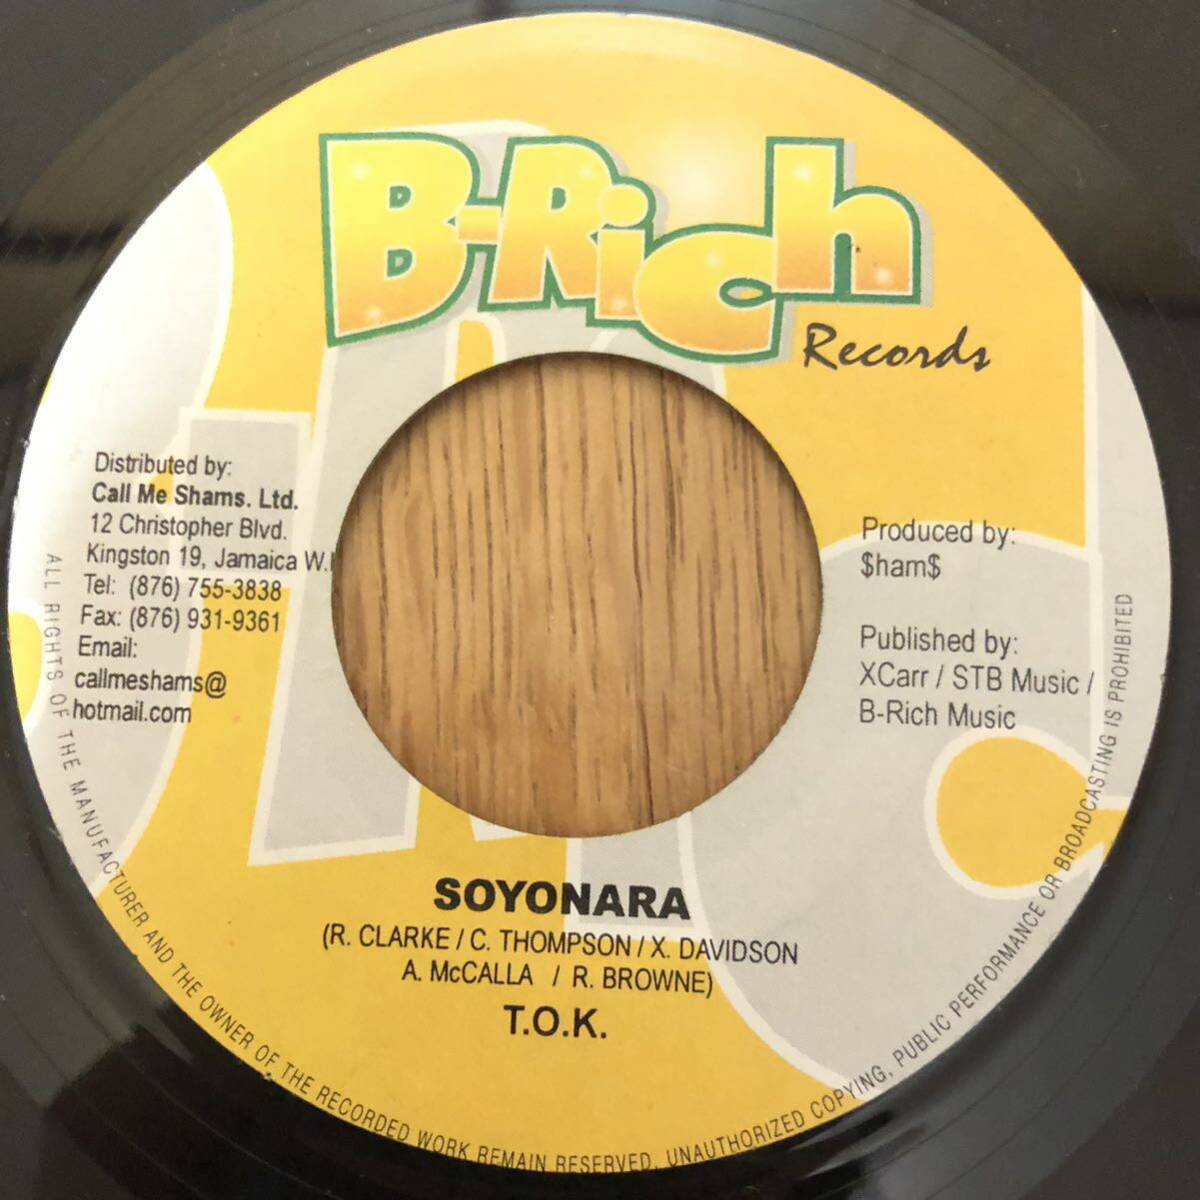 B-Rich
Records
Distributed by:
Call Me Shams. Ltd.
12 Christopher Blvd.
Kingston 19, Jamaica W.
Tel: (876) 755-3838
Fax: (876) 931-9361
Email:
callmeshams@
hotmail.com
Produced by:
$ham$
Published by:
XCarr / STB Music /
B-Rich Music
SOYONARA
(R. CLARKE / C. THOMPSON / X. DAVIDSON
A. McCALLA / R. BROWNE)
T.O.K.
ALL RIGHTS OF THE MANUFACTURER AND THE OWNER OF THE RECORDED WORK REMAIN RESERVED. UNAUTHORIZED COPYING, PUBLIC PERFORMANCE OR BROADCASTING IS PROHIBITED